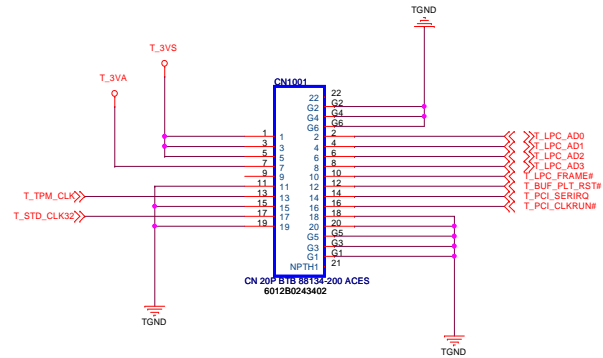 TGND
T_3VS
T_3VA
CN1001
22 22
G2 G2
G4 G4
G6 G6
1 1 2 2 T_LPC_AD0
3 3 4 4 T_LPC_AD1
5 5 6 6 T_LPC_AD2
7 7 8 8 T_LPC_AD3
9 9 10 10 T_LPC_FRAME#
11 11 12 12 T_BUF_PLT_RST#
T_TPM_CLK 13 13 14 14 T_PCI_SERIRQ
15 15 16 16 T_PCI_CLKRUN#
T_STD_CLK32 17 17 18 18
19 19 20 20
G5 G5
G3 G3
G1 G1
NPTH1 21
CN 20P BTB 88134-200 ACES
6012B0243402
TGND
TGND